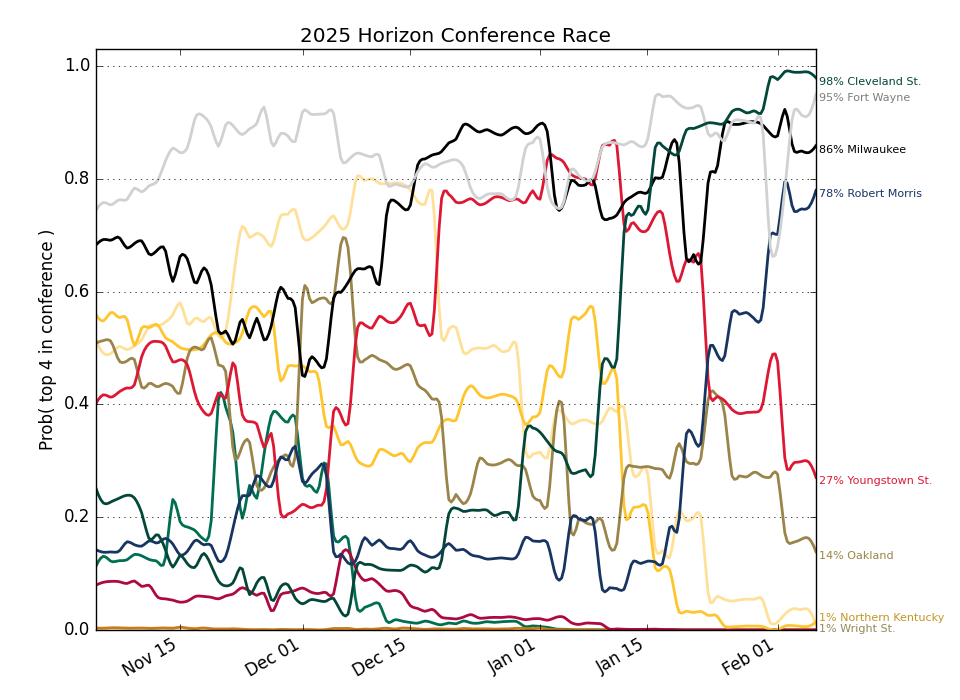 2025 Horizon Conference Race
1.0
0.8
0.6
0.4
0.2
0.0
Prob( top 4 in conference )
Nov 15
Dec 01
Dec 15
Jan 01
Jan 15
Feb 01
98% Cleveland St.
95% Fort Wayne
86% Milwaukee
78% Robert Morris
27% Youngstown St.
14% Oakland
1% Northern Kentucky
1% Wright St.